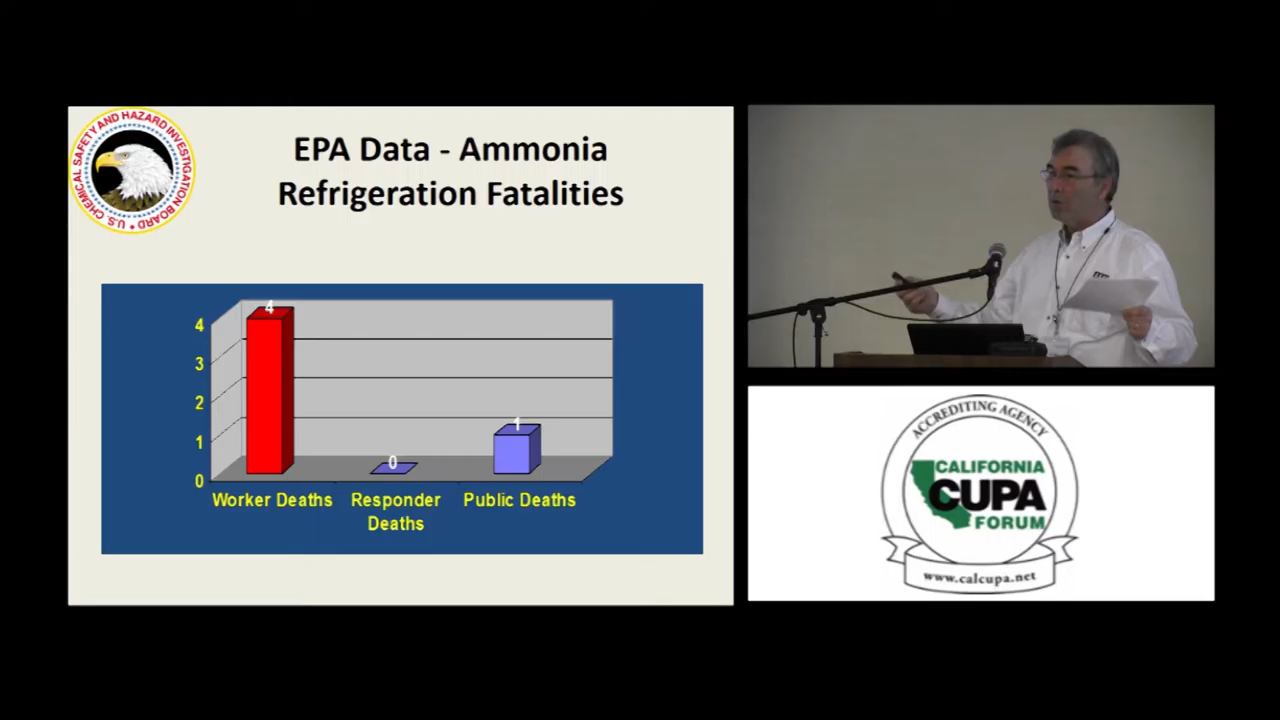 U.S. CHEMICAL SAFETY AND HAZARD INVESTIGATION BOARD
EPA Data - Ammonia
Refrigeration Fatalities
4
3
2
1
0
4
0
1
Worker Deaths
Responder
Deaths
Public Deaths
ACCREDITING AGENCY
CALIFORNIA
CUPA
FORUM
www.calcupa.net